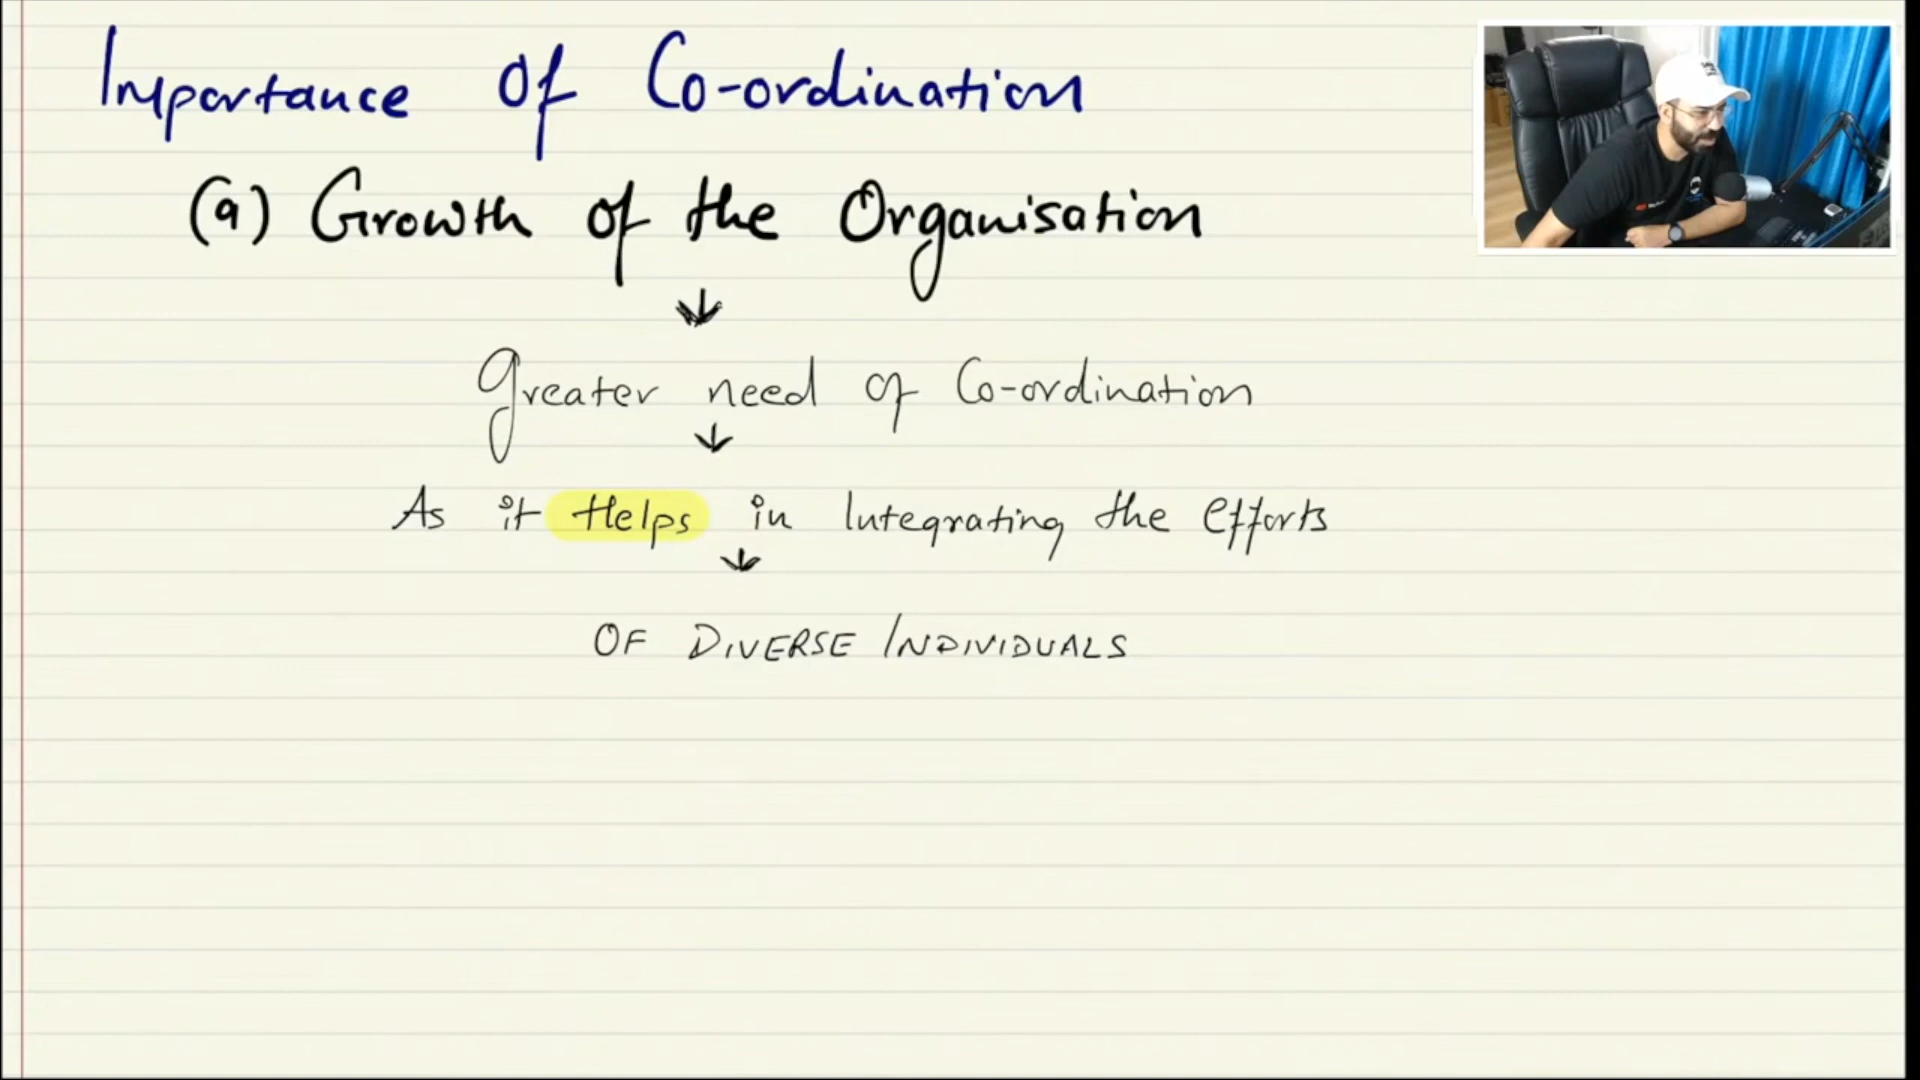 Importance Of Co-ordination
(a) Growth of the Organisation
Greater need of Co-ordination
As it Helps in Integrating the efforts
OF DIVERSE INDIVIDUALS